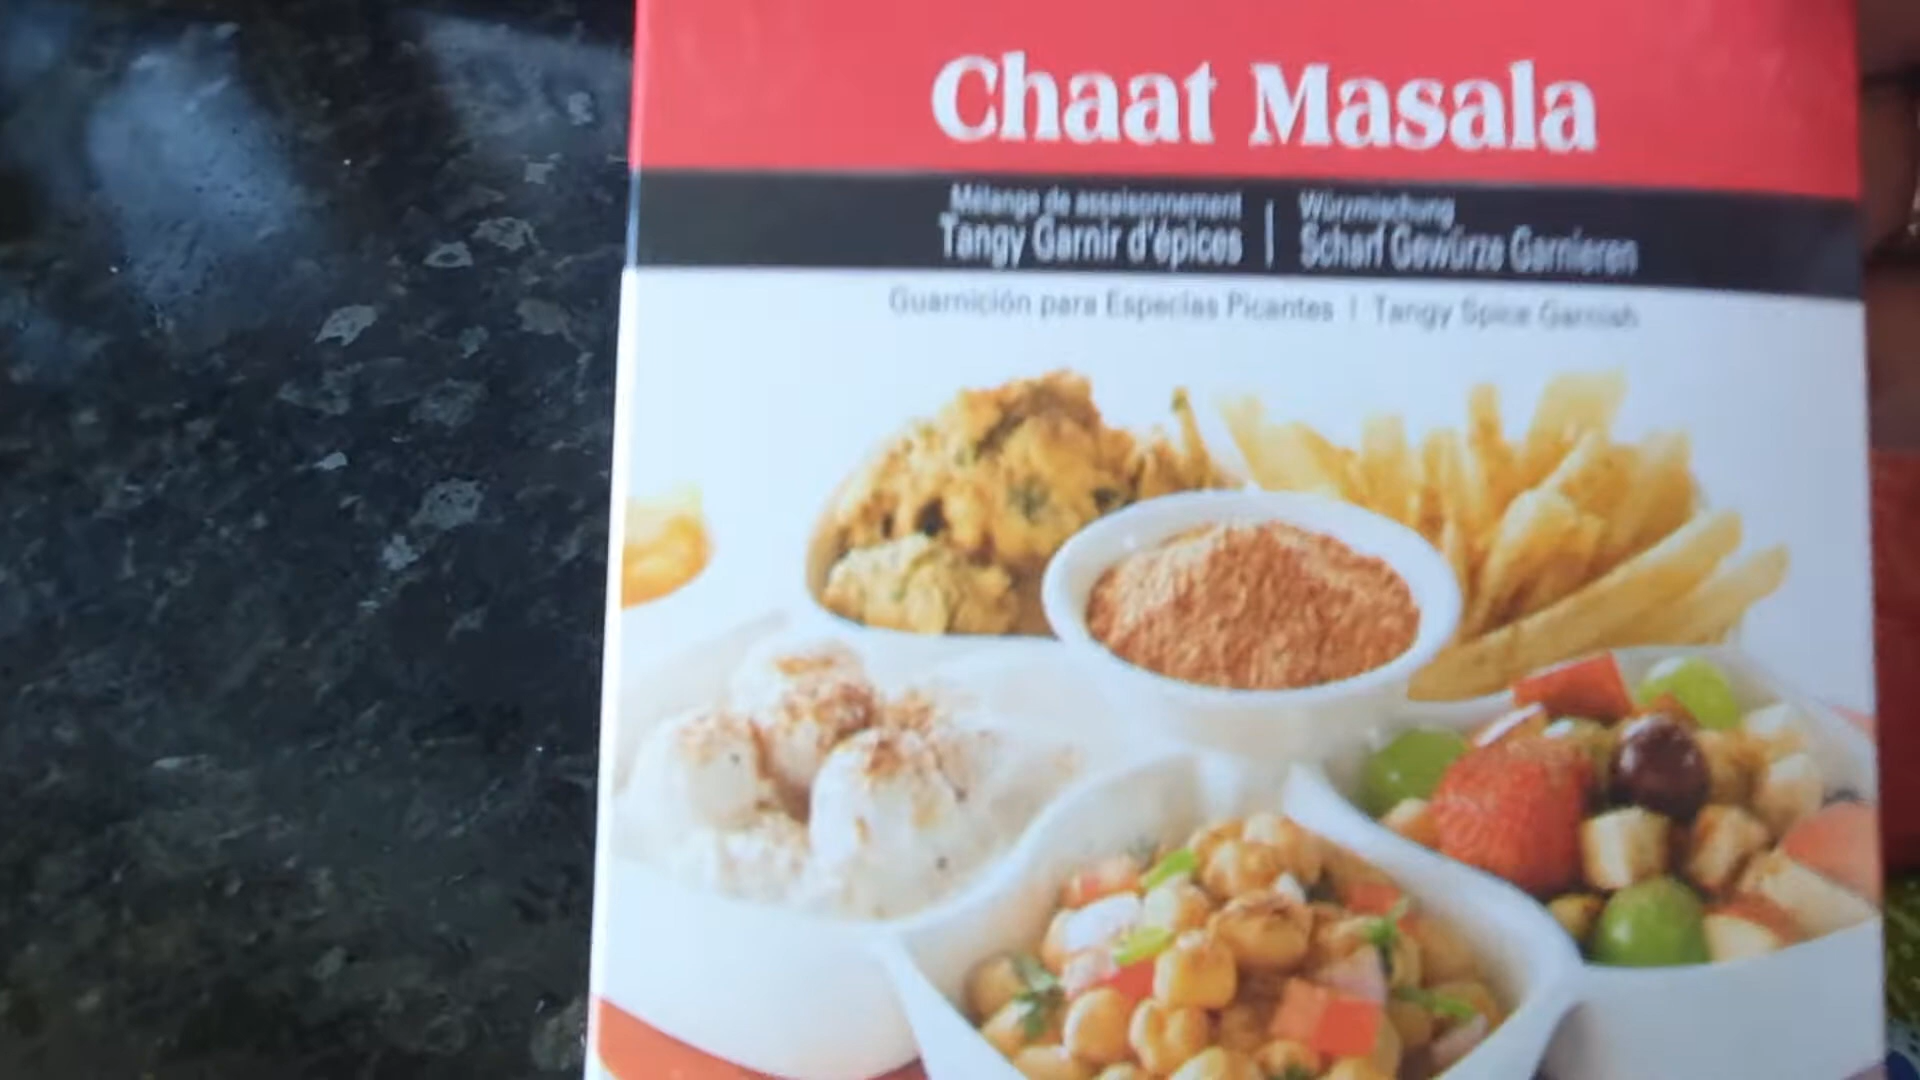 Chaat Masala
Mélange de assaisonnement
Tangy Garnir d'épices
Würzmischung
Scharf Gewürze Garnieren
Guarnición para Especias Picantes | Tangy Spice Garnish